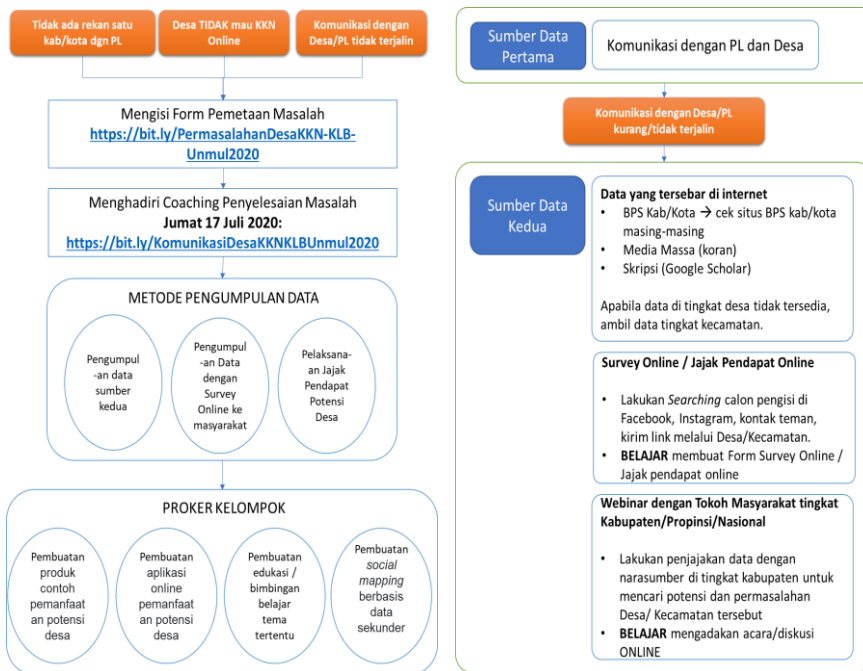 Tidak ada rekan satu
kab/kota dgn PL
Desa TIDAK mau KKN
Online
Komunikasi dengan
Desa/PL tidak terjalin
Mengisi Form Pemetaan Masalah
https://bit.ly/PermasalahanDesaKKN-KLB-
Unmul2020
Menghadiri Coaching Penyelesaian Masalah
Jumat 17 Juli 2020:
https://bit.ly/KomunikasiDesaKKNKLBUnmul2020
METODE PENGUMPULAN DATA
Pengumpul
-an data
sumber
kedua
Pengumpul
-an Data
dengan
Survey
Online ke
masyarakat
Pelaksana-
an Jajak
Pendapat
Potensi
Desa
PROKER KELOMPOK
Pembuatan
produk
contoh
pemanfaat
an potensi
desa
Pembuatan
aplikasi
online
pemanfaat
an potensi
desa
Pembuatan
edukasi /
bimbingan
belajar
tema
tertentu
Pembuatan
social
mapping
berbasis
data
sekunder
Sumber Data
Pertama
Komunikasi dengan PL dan Desa
Komunikasi dengan Desa/PL
kurang/tidak terjalin
Sumber Data
Kedua
Data yang tersebar di internet
• BPS Kab/Kota → cek situs BPS kab/kota
masing-masing
• Media Massa (koran)
• Skripsi (Google Scholar)
Apabila data di tingkat desa tidak tersedia,
ambil data tingkat kecamatan.
Survey Online / Jajak Pendapat Online
• Lakukan Searching calon pengisi di
Facebook, Instagram, kontak teman,
kirim link melalui Desa/Kecamatan.
• BELAJAR membuat Form Survey Online /
Jajak pendapat online
Webinar dengan Tokoh Masyarakat tingkat
Kabupaten/Propinsi/Nasional
• Lakukan penjajakan data dengan
narasumber di tingkat kabupaten untuk
mencari potensi dan permasalahan
Desa/ Kecamatan tersebut
• BELAJAR mengadakan acara/diskusi
ONLINE